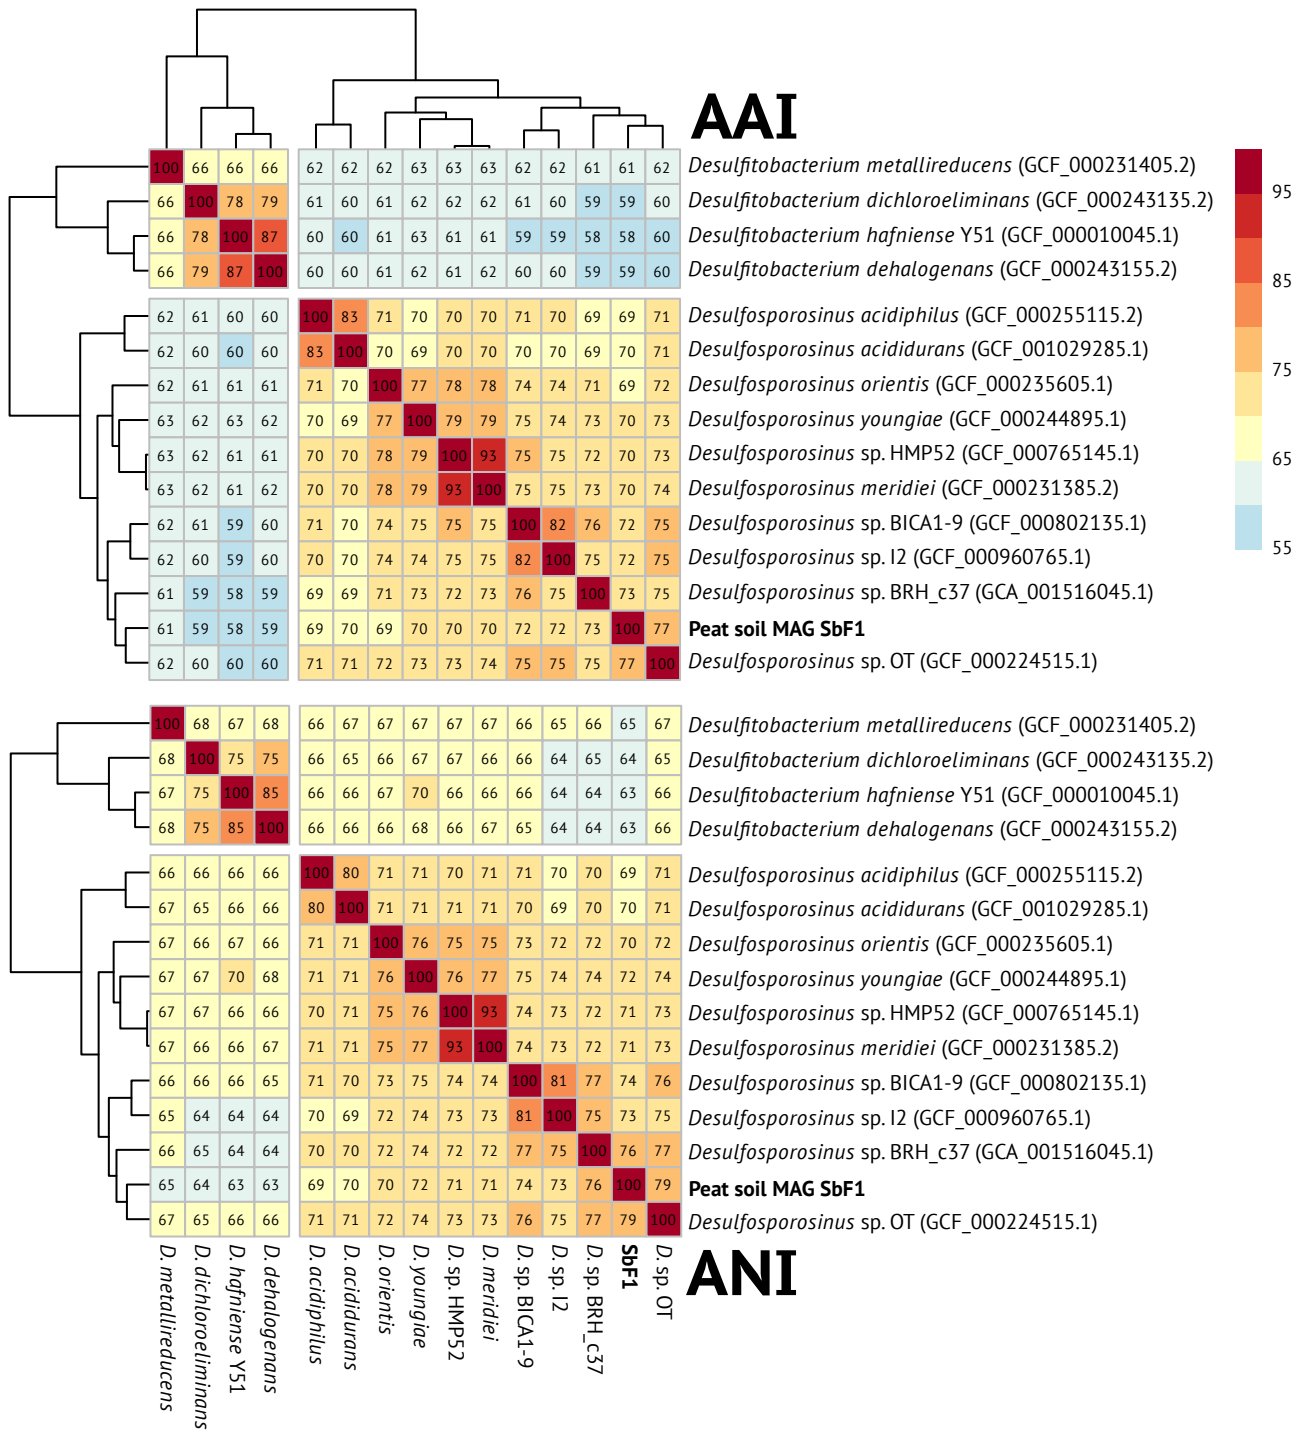 AAI
100 66 66 66 62 62 62 63 63 63 62 62 61 61 62 Desulfitobacterium metallireducens (GCF_000231405.2)
66 100 78 79 61 60 61 62 62 62 61 60 59 59 60 Desulfitobacterium dichloroeliminans (GCF_000243135.2)
66 78 100 87 60 60 61 63 61 61 59 59 58 58 60 Desulfitobacterium hafniense Y51 (GCF_000010045.1)
66 79 87 100 60 60 61 62 61 62 60 60 59 59 60 Desulfitobacterium dehalogenans (GCF_000243155.2)
62 61 60 60 100 83 71 70 70 70 71 70 69 69 71 Desulfosporosinus acidiphilus (GCF_000255115.2)
62 60 60 60 83 100 70 69 70 70 70 70 69 70 71 Desulfosporosinus acididurans (GCF_001029285.1)
62 61 61 61 71 70 100 77 78 78 74 74 71 69 72 Desulfosporosinus orientis (GCF_000235605.1)
63 62 63 62 70 69 77 100 79 79 75 74 73 70 73 Desulfosporosinus youngiae (GCF_000244895.1)
63 62 61 61 70 70 78 79 100 93 75 75 72 70 73 Desulfosporosinus sp. HMP52 (GCF_000765145.1)
63 62 61 62 70 70 78 79 93 100 75 75 73 70 74 Desulfosporosinus meridiei (GCF_000231385.2)
62 61 59 60 71 70 74 75 75 75 100 82 76 72 75 Desulfosporosinus sp. BICA1-9 (GCF_000802135.1)
62 60 59 60 70 70 74 74 75 75 82 100 75 72 75 Desulfosporosinus sp. I2 (GCF_000960765.1)
61 59 58 59 69 69 71 73 72 73 76 75 100 73 75 Desulfosporosinus sp. BRH_c37 (GCA_001516045.1)
61 59 58 59 69 70 69 70 70 70 72 72 73 100 77 Peat soil MAG SbF1
62 60 60 60 71 71 72 73 73 74 75 75 75 77 100 Desulfosporosinus sp. OT (GCF_000224515.1)
95
85
75
65
55
100 68 67 68 66 67 67 67 67 67 66 65 66 65 67 Desulfitobacterium metallireducens (GCF_000231405.2)
68 100 75 75 66 65 66 67 67 66 66 64 65 64 65 Desulfitobacterium dichloroeliminans (GCF_000243135.2)
67 75 100 85 66 66 67 70 66 66 66 64 64 63 66 Desulfitobacterium hafniense Y51 (GCF_000010045.1)
68 75 85 100 66 66 66 68 66 67 65 64 64 63 66 Desulfitobacterium dehalogenans (GCF_000243155.2)
66 66 66 66 100 80 71 71 70 71 71 70 70 69 71 Desulfosporosinus acidiphilus (GCF_000255115.2)
67 65 66 66 80 100 71 71 71 71 70 69 70 70 71 Desulfosporosinus acididurans (GCF_001029285.1)
67 66 67 66 71 71 100 76 75 75 73 72 72 70 72 Desulfosporosinus orientis (GCF_000235605.1)
67 67 70 68 71 71 76 100 76 77 75 74 74 72 74 Desulfosporosinus youngiae (GCF_000244895.1)
67 67 66 66 70 71 75 76 100 93 74 73 72 71 73 Desulfosporosinus sp. HMP52 (GCF_000765145.1)
67 66 66 67 71 71 75 77 93 100 74 73 72 71 73 Desulfosporosinus meridiei (GCF_000231385.2)
66 66 66 65 71 70 73 75 74 74 100 81 77 74 76 Desulfosporosinus sp. BICA1-9 (GCF_000802135.1)
65 64 64 64 70 69 72 74 73 73 81 100 75 73 75 Desulfosporosinus sp. I2 (GCF_000960765.1)
66 65 64 64 70 70 72 74 72 72 77 75 100 76 77 Desulfosporosinus sp. BRH_c37 (GCA_001516045.1)
65 64 63 63 69 70 70 72 71 71 74 73 76 100 79 Peat soil MAG SbF1
67 65 66 66 71 71 72 74 73 73 76 75 77 79 100 Desulfosporosinus sp. OT (GCF_000224515.1)
D. metallireducens
D. dichloroeliminans
D. hafniense Y51
D. dehalogenans
D. acidiphilus
D. acididurans
D. orientis
D. youngiae
D. sp. HMP52
D. meridiei
D. sp. BICA1-9
D. sp. I2
D. sp. BRH_c37
SbF1
D. sp. OT
ANI